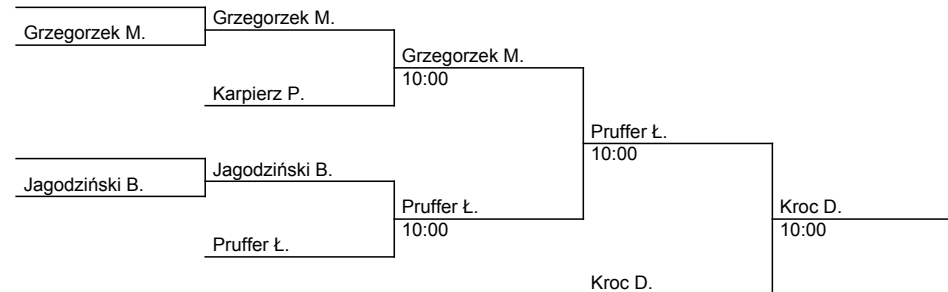 Grzegorzek M.
Grzegorzek M.
Grzegorzek M.
10:00
Karpierz P.
Pruffer Ł.
10:00
Jagodziński B.
Jagodziński B.
Pruffer Ł.
10:00
Kroc D.
10:00
Pruffer Ł.
Kroc D.